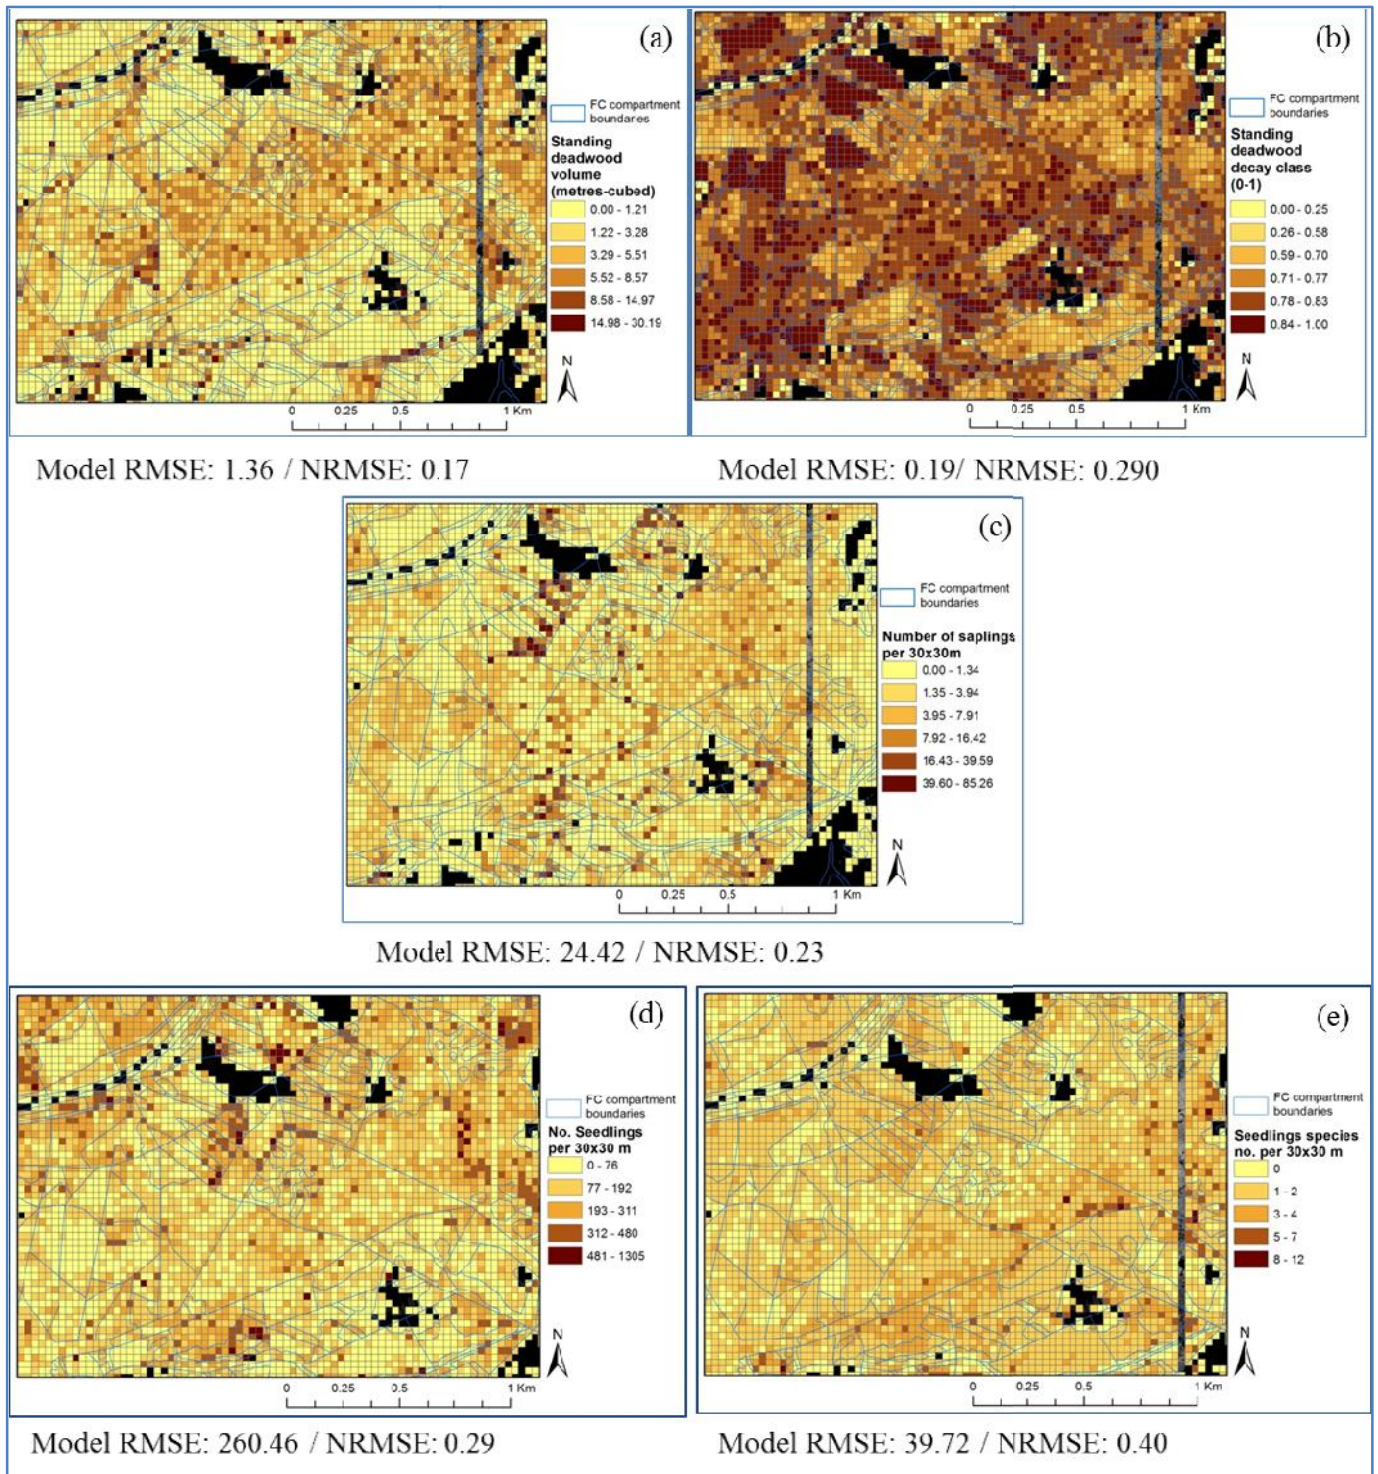 (a)
FC compartment
boundaries
Standing
deadwood
volume
(metres-cubed)
0.00 - 1.21
1.22 - 3.28
3.29 - 5.51
5.52 - 8.57
8.58 - 14.97
14.98 - 30.19
N
0 0.25 0.5 1 Km
Model RMSE: 1.36 / NRMSE: 0.17
(b)
FC compartment
boundaries
Standing
deadwood
decay class
(0-1)
0.00 - 0.25
0.26 - 0.58
0.59 - 0.70
0.71 - 0.77
0.78 - 0.83
0.84 - 1.00
N
0 0.25 0.5 1 Km
Model RMSE: 0.19/ NRMSE: 0.290
(c)
FC compartment
boundaries
Number of saplings
per 30x30m
0.00 - 1.34
1.35 - 3.94
3.95 - 7.91
7.92 - 16.42
16.43 - 39.59
39.60 - 85.26
N
0 0.25 0.5 1 Km
Model RMSE: 24.42 / NRMSE: 0.23
(d)
FC compartment
boundaries
No. Seedlings
per 30x30 m
0 - 76
77 - 192
193 - 311
312 - 480
481 - 1305
N
0 0.25 0.5 1 Km
Model RMSE: 260.46 / NRMSE: 0.29
(e)
FC compartment
boundaries
Seedlings species
no. per 30x30 m
0
1 - 2
3 - 4
5 - 7
8 - 12
N
0 0.25 0.5 1 Km
Model RMSE: 39.72 / NRMSE: 0.40